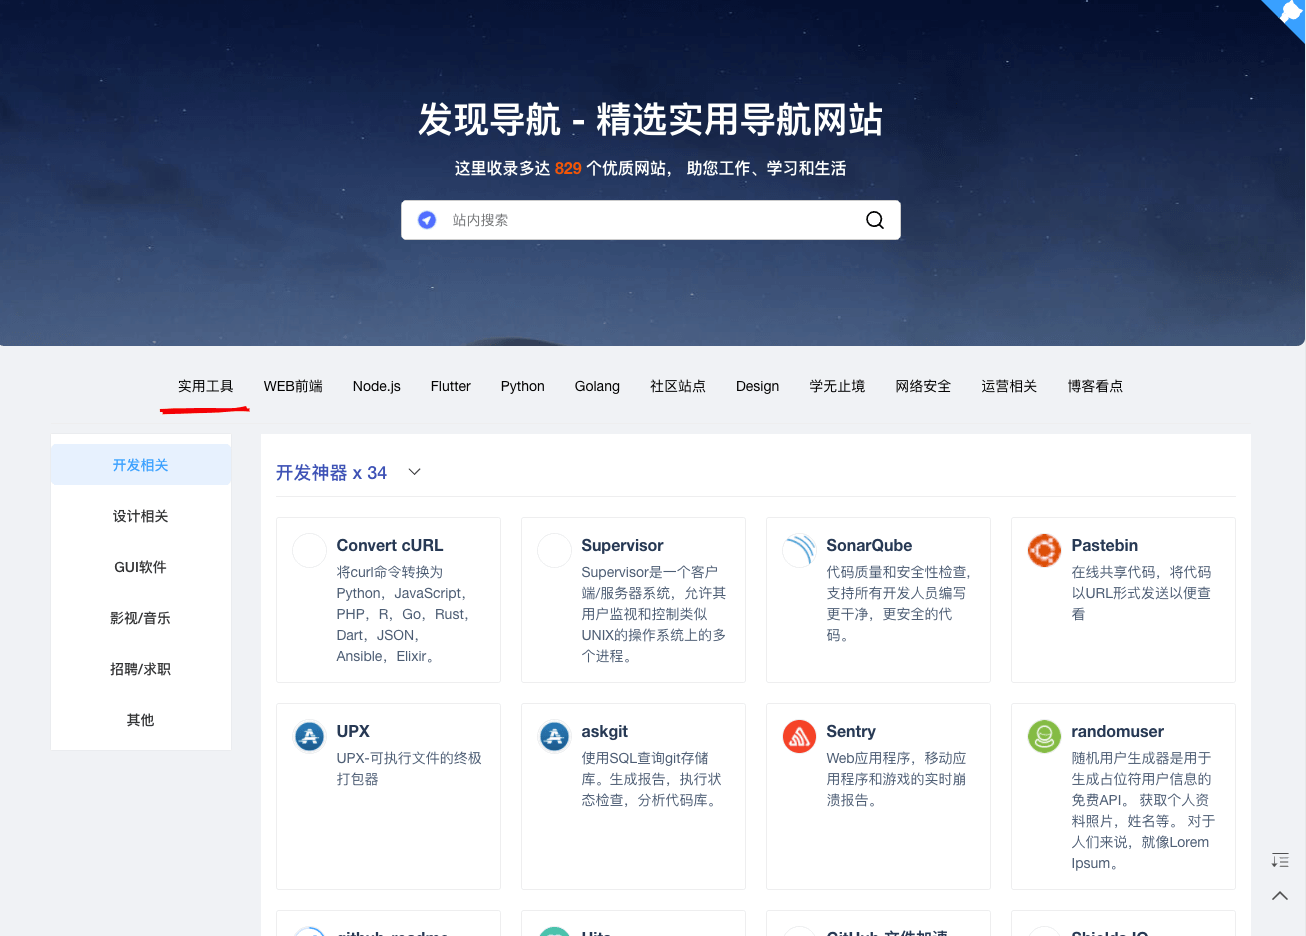 发现导航 - 精选实用导航网站
这里收录多达 829 个优质网站， 助您工作、学习和生活
站内搜索
实用工具 WEB前端 Node.js Flutter Python Golang 社区站点 Design 学无止境 网络安全 运营相关 博客看点
开发相关
设计相关
GUI软件
影视/音乐
招聘/求职
其他
开发神器 x 34
Convert cURL
将curl命令转换为
Python，JavaScript，
PHP，R，Go，Rust，
Dart，JSON，
Ansible，Elixir。
Supervisor
Supervisor是一个客户
端/服务器系统，允许其
用户监视和控制类似
UNIX的操作系统上的多
个进程。
SonarQube
代码质量和安全性检查,
支持所有开发人员编写
更干净，更安全的代
码。
Pastebin
在线共享代码，将代码
以URL形式发送以便查
看
UPX
UPX-可执行文件的终极
打包器
askgit
使用SQL查询git存储
库。生成报告，执行状
态检查，分析代码库。
Sentry
Web应用程序，移动应
用程序和游戏的实时崩
溃报告。
randomuser
随机用户生成器是用于
生成占位符用户信息的
免费API。 获取个人资
料照片，姓名等。 对于
人们来说，就像Lorem
Ipsum。
github-readme
Hits
GitHub 文件加速
Shields.IO